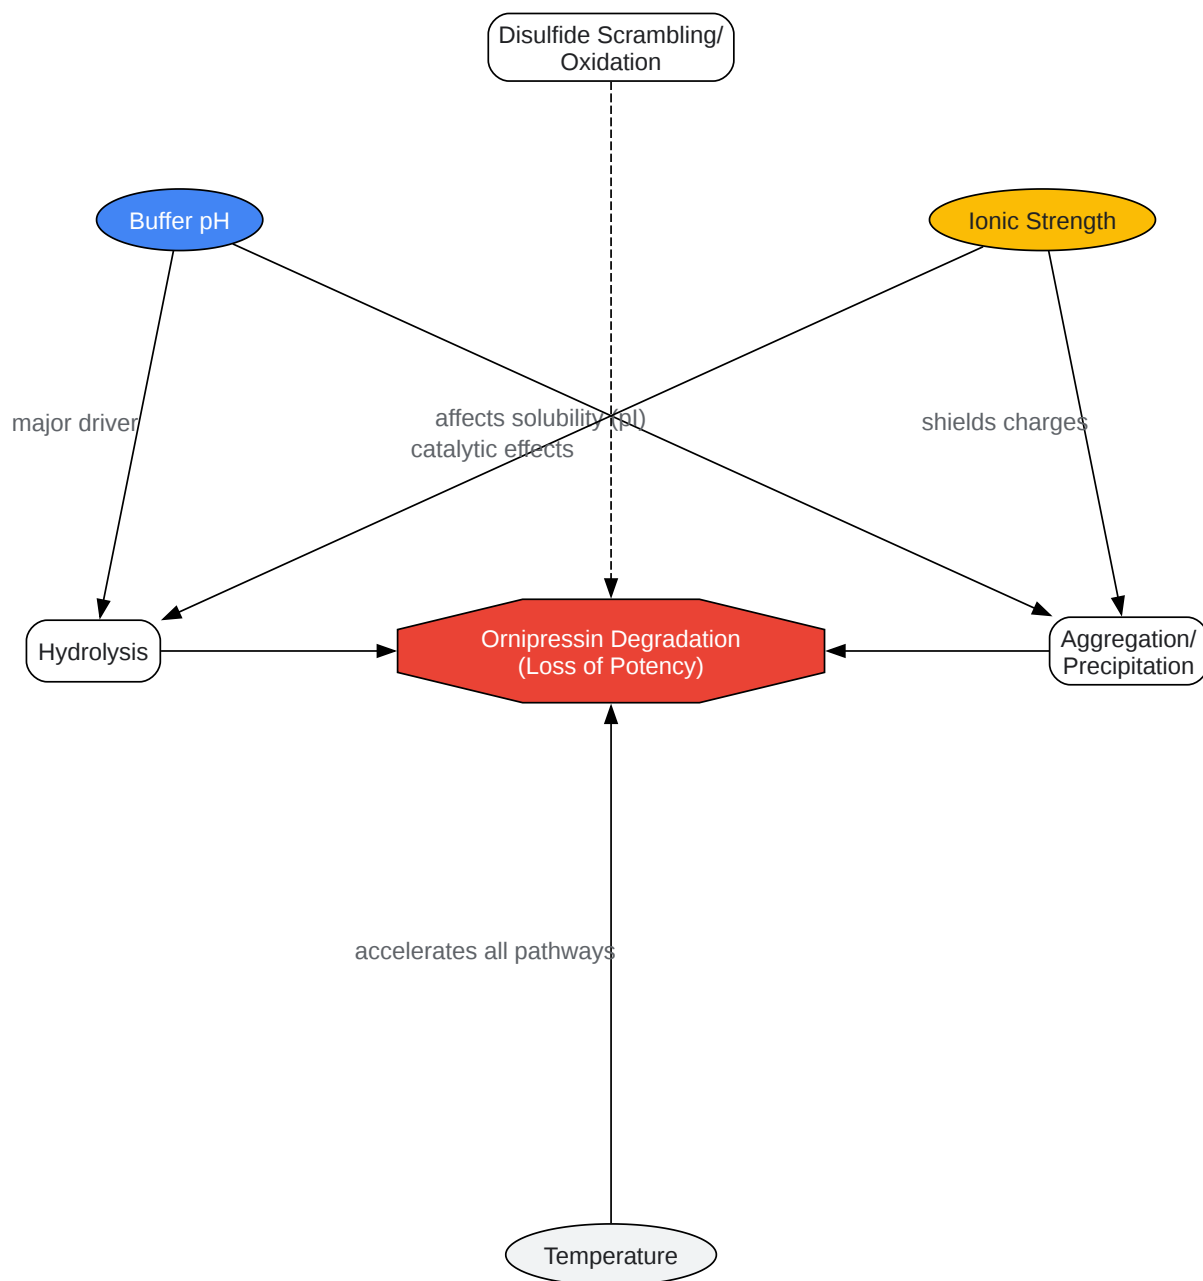 Disulfide Scrambling/
Oxidation
Buffer pH
Ionic Strength
major driver
affects solubility (pI)
shields charges
catalytic effects
Hydrolysis
Ornipressin Degradation
(Loss of Potency)
Aggregation/
Precipitation
accelerates all pathways
Temperature